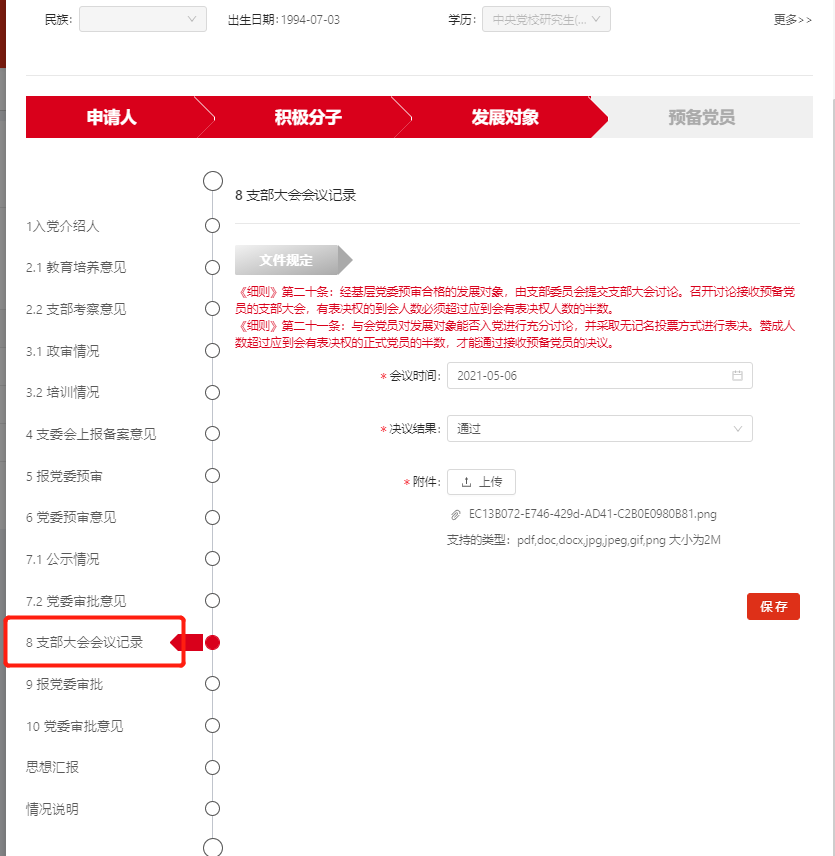 民族: 出生日期: 1994-07-03 学历: 中央党校研究生(... 更多>>
申请人 积极分子 发展对象 预备党员
8 支部大会会议记录
1入党介绍人
2.1 教育培养意见
2.2 支部考察意见
3.1 政审情况
3.2 培训情况
4 支委会上报备案意见
5 报党委预审
6 党委预审意见
7.1 公示情况
7.2 党委审批意见
8 支部大会会议记录
9 报党委审批
10 党委审批意见
思想汇报
情况说明
文件规定
《细则》第二十条：经基层党委预审合格的发展对象，由支部委员会提交支部大会讨论。召开讨论接收预备党
员的支部大会，有表决权的到会人数必须超过应到会有表决权人数的半数。
《细则》第二十一条：与会党员对发展对象能否入党进行充分讨论，并采取无记名投票方式进行表决。赞成人
数超过应到会有表决权的正式党员的半数，才能通过接收预备党员的决议。
* 会议时间: 2021-05-06
* 决议结果: 通过
* 附件: 上传
EC13B072-E746-429d-AD41-C2B0E0980B81.png
支持的类型：pdf,doc,docx,jpg,jpeg,gif,png 大小为2M
保存